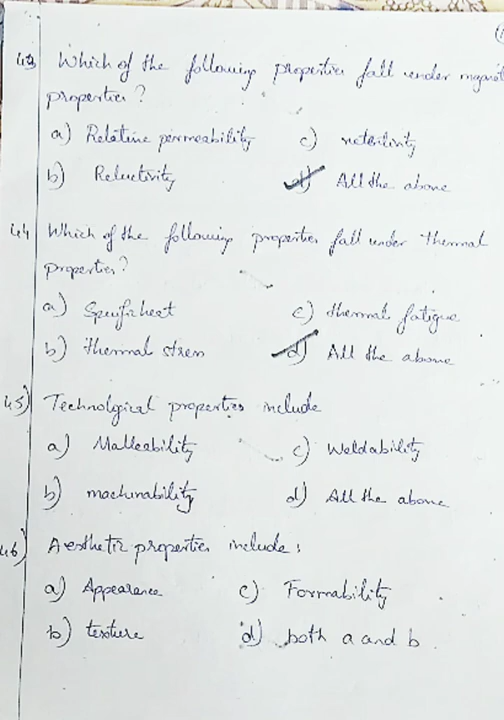 43 Which of the following properties fall under magnet
properties?
a) Relative permeability c) retentivity
b) Reluctivity d) All the above
44 Which of the following properties fall under thermal
properties?
a) Specific heat c) thermal fatigue
b) thermal stress d) All the above
45) Technolgical properties include
a) Malleability c) Weldability
b) machinability d) All the above
46) Aesthetic properties include:
a) Appearance c) Formability
b) texture d) both a and b